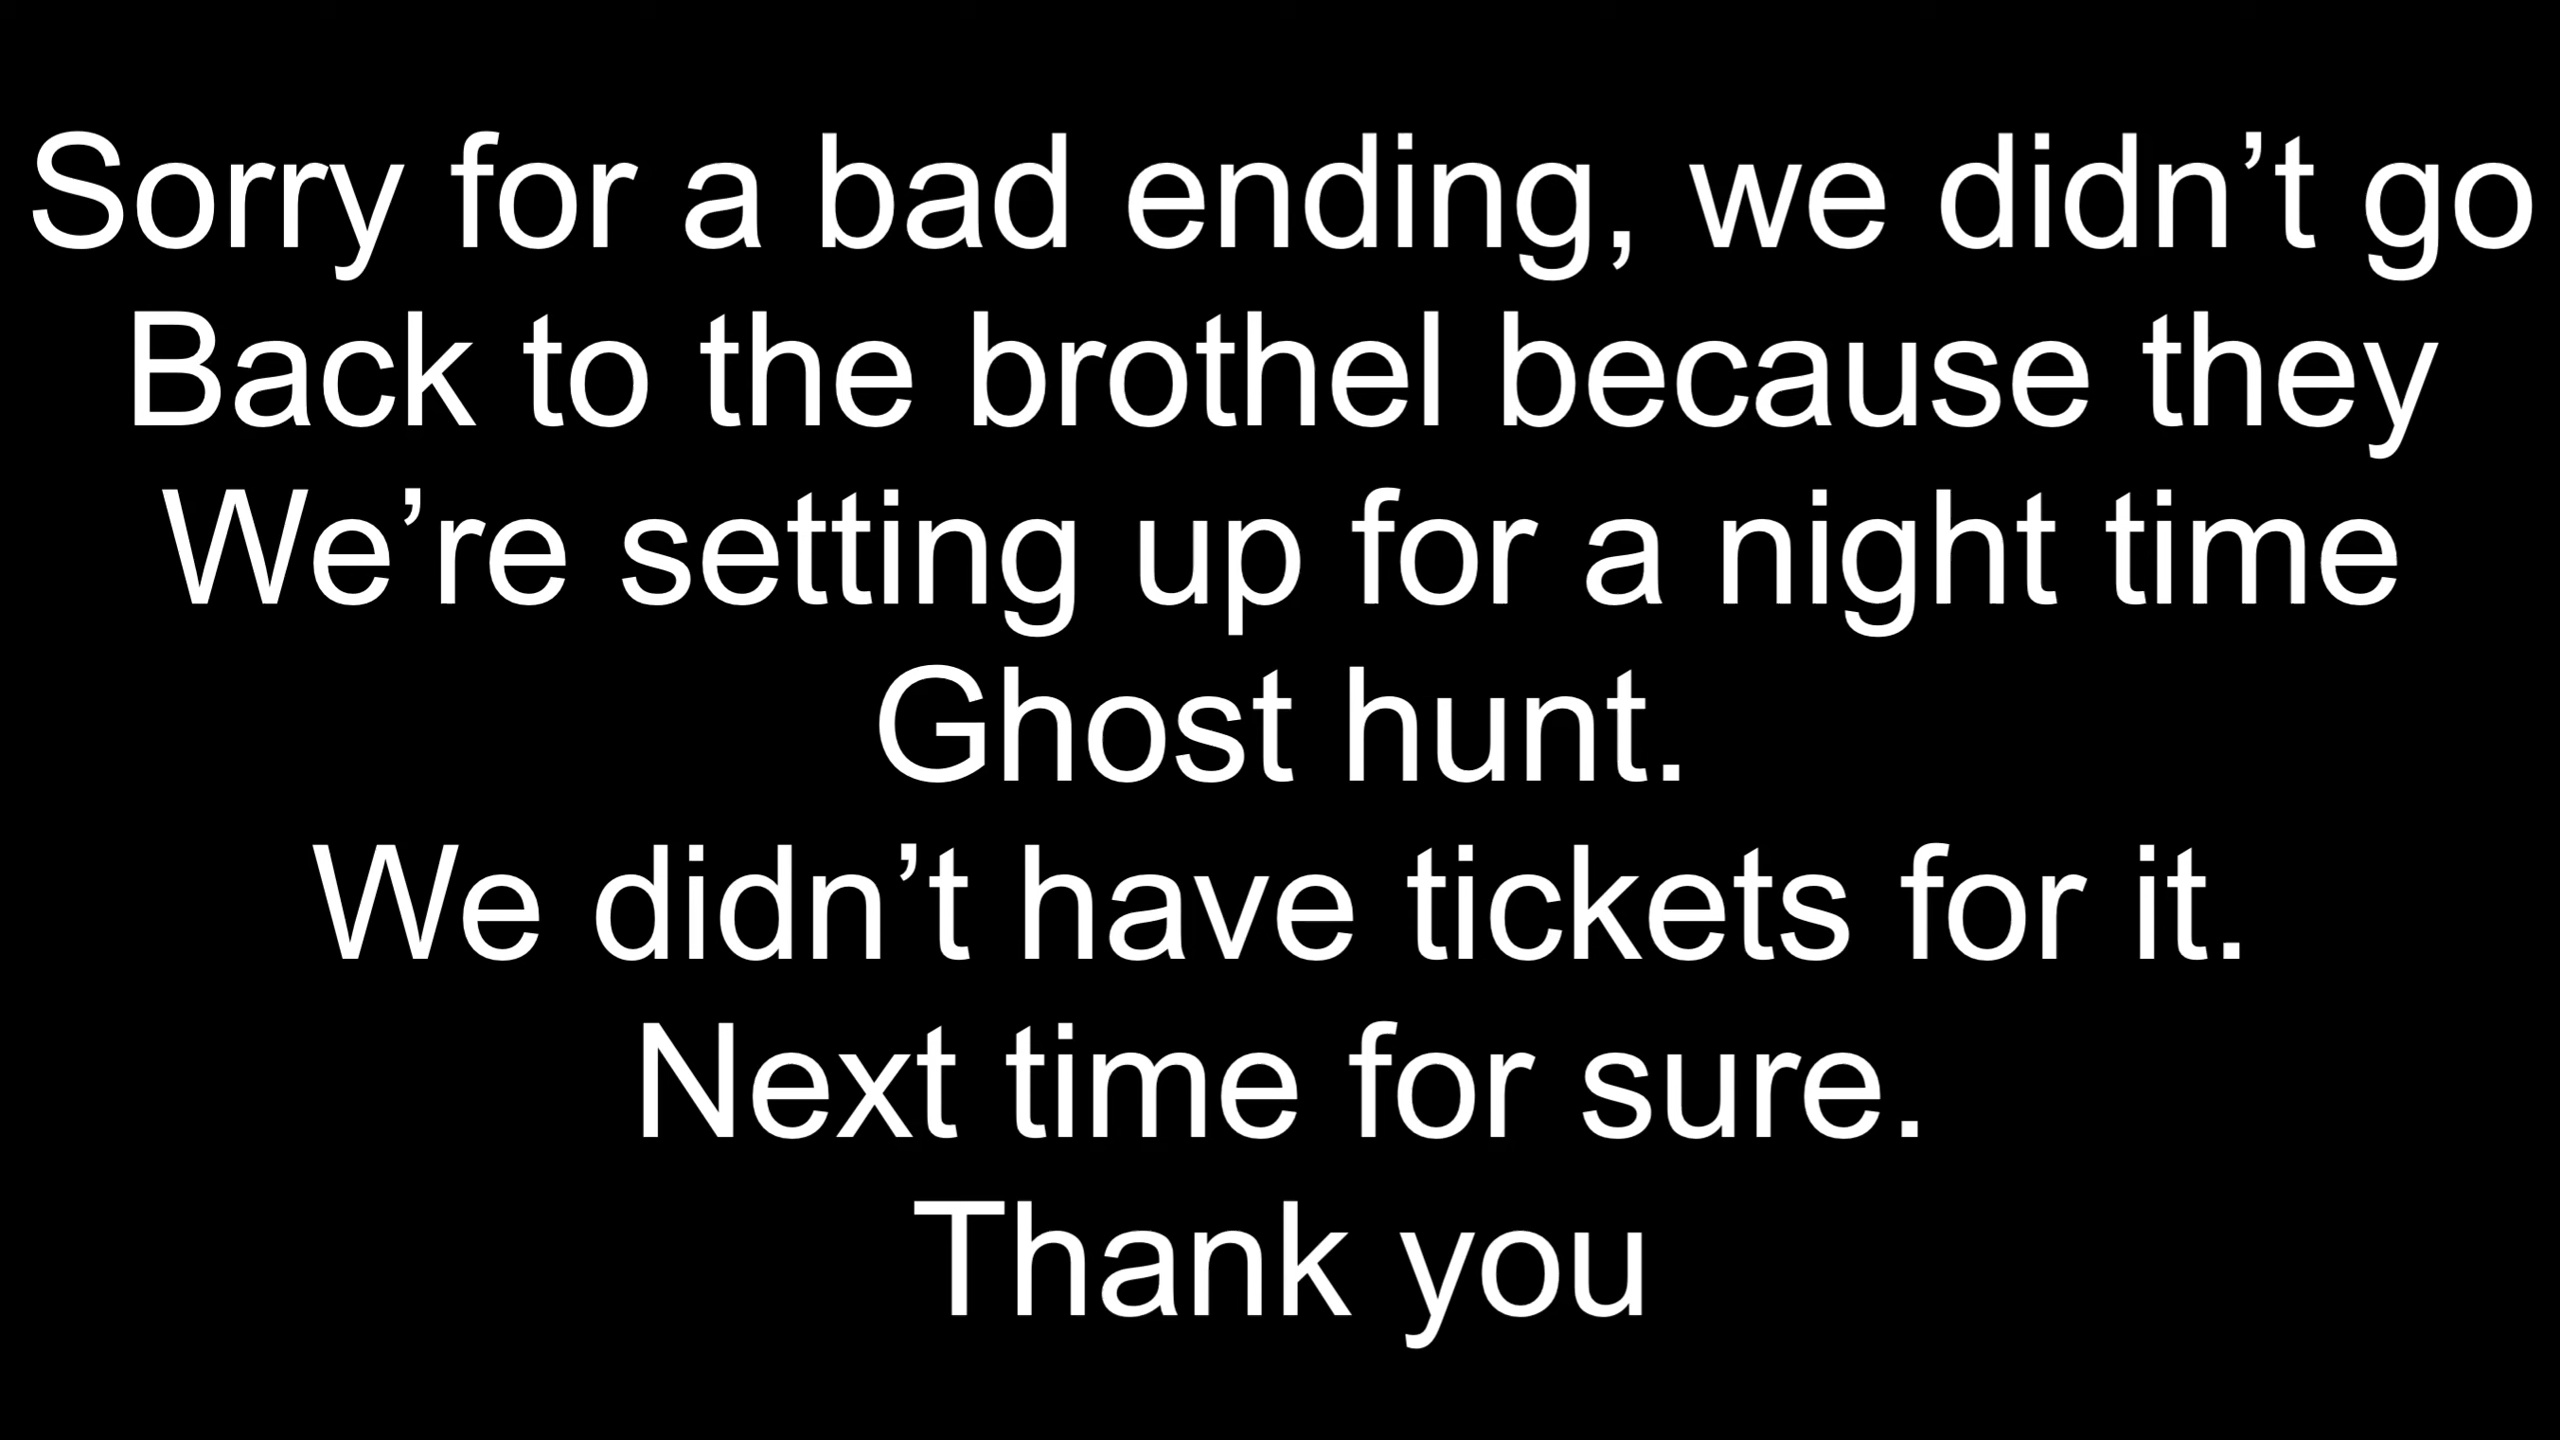 Sorry for a bad ending, we didn’t go
Back to the brothel because they
We’re setting up for a night time
Ghost hunt.
We didn’t have tickets for it.
Next time for sure.
Thank you